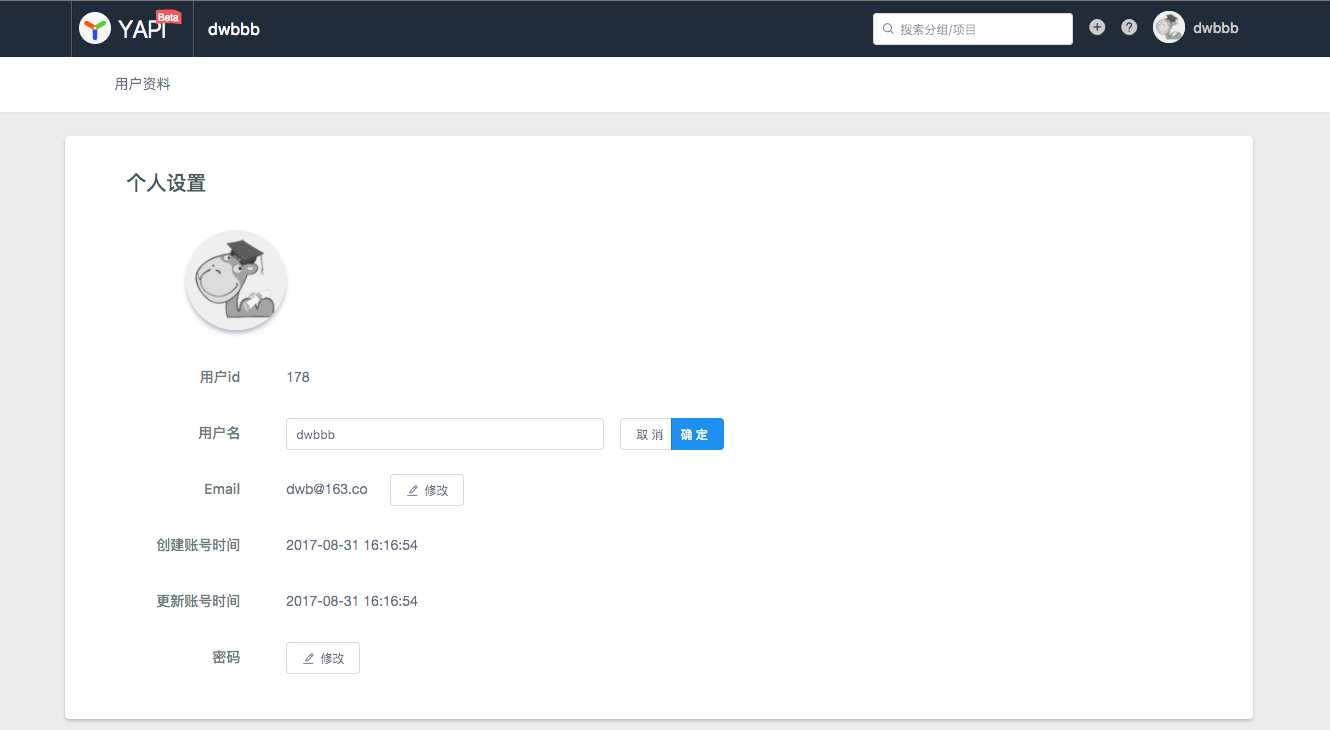 YAPI Beta dwbbb 搜索分组/项目 dwbbb
用户资料
个人设置
用户id 178
用户名 dwbbb 取 消 确 定
Email dwb@163.co 修改
创建账号时间 2017-08-31 16:16:54
更新账号时间 2017-08-31 16:16:54
密码 修改